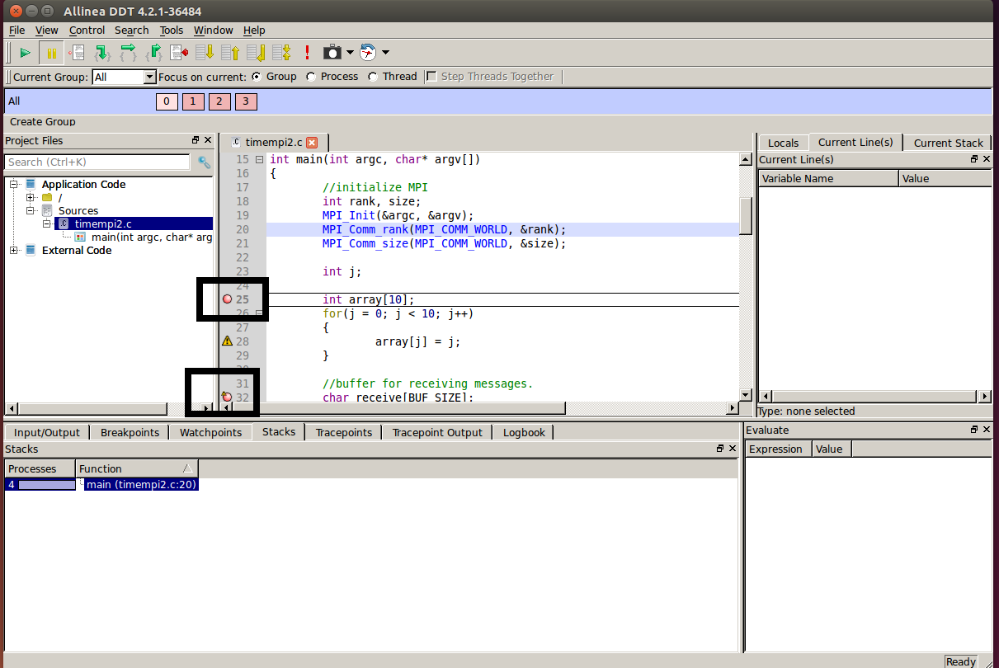 Allinea DDT 4.2.1-36484
File View Control Search Tools Window Help
Current Group: All Focus on current: Group Process Thread Step Threads Together
All 0 1 2 3
Create Group
Project Files
Search (Ctrl+K)
Application Code
/
Sources
timempi2.c
main(int argc, char* arg
External Code
timempi2.c
15 int main(int argc, char* argv[])
16 {
17 //initialize MPI
18 int rank, size;
19 MPI_Init(&argc, &argv);
20 MPI_Comm_rank(MPI_COMM_WORLD, &rank);
21 MPI_Comm_size(MPI_COMM_WORLD, &size);
22
23 int j;
24
25 int array[10];
26 for(j = 0; j < 10; j++)
27 {
28 array[j] = j;
29 }
31 //buffer for receiving messages.
32 char receive[BUF_SIZE];
Locals Current Line(s) Current Stack
Current Line(s)
Variable Name Value
Type: none selected
Input/Output Breakpoints Watchpoints Stacks Tracepoints Tracepoint Output Logbook
Stacks
Processes Function
4 main (timempi2.c:20)
Evaluate
Expression Value
Ready